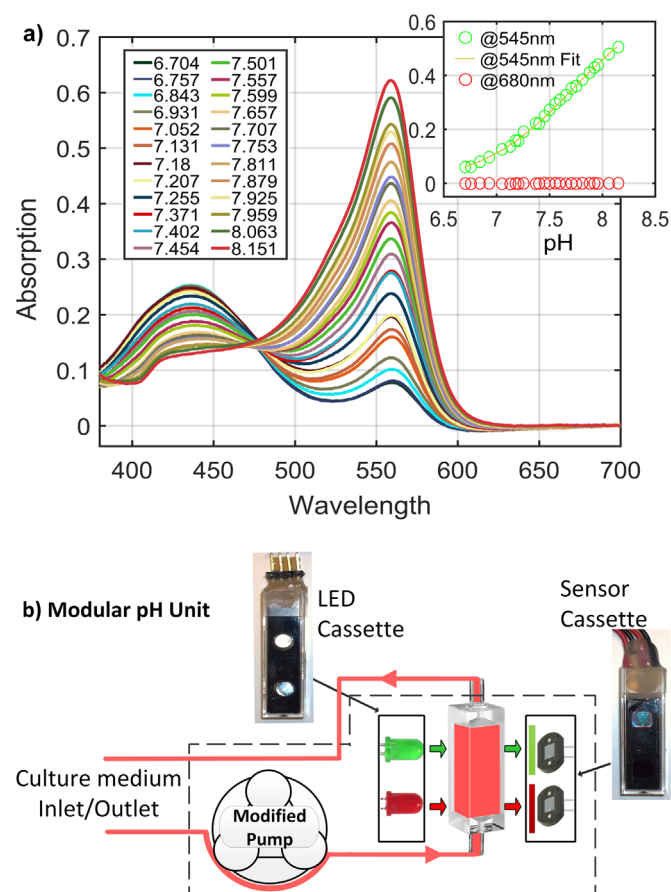 a)
0.7
0.6
0.5
0.4
0.3
0.2
0.1
0
Absorption
6.704 7.501
6.757 7.557
6.843 7.599
6.931 7.657
7.052 7.707
7.131 7.753
7.18 7.811
7.207 7.879
7.255 7.925
7.371 7.959
7.402 8.063
7.454 8.151
0.6
0.4
0.2
0
@545nm
@545nm Fit
@680nm
6.5 7 7.5 8 8.5
pH
400 450 500 550 600 650 700
Wavelength
b) Modular pH Unit
LED
Cassette
Sensor
Cassette
Culture medium
Inlet/Outlet
Modified
Pump